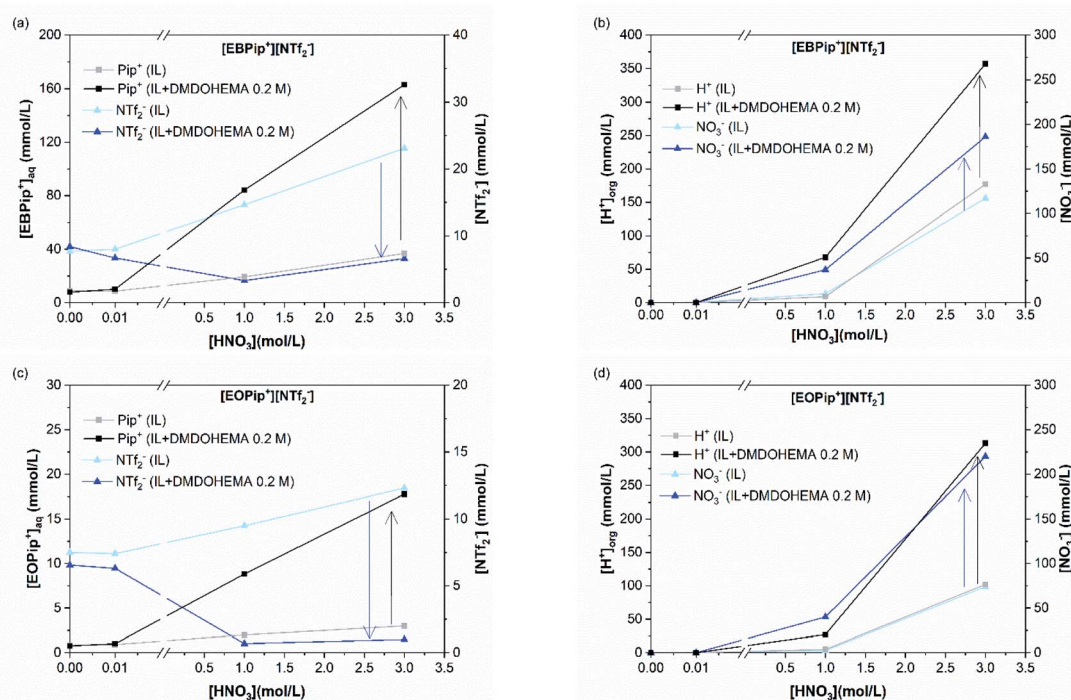 (a)
[EBPip⁺][NTf₂⁻]
Pip⁺ (IL)
Pip⁺ (IL+DMDOHEMA 0.2 M)
NTf₂⁻ (IL)
NTf₂⁻ (IL+DMDOHEMA 0.2 M)
200
160
120
80
40
0
[EBPip⁺]aq (mmol/L)
40
30
20
10
0
[NTf₂⁻] (mmol/L)
0.00 0.01 0.5 1.0 1.5 2.0 2.5 3.0 3.5
[HNO₃](mol/L)
(b)
[EBPip⁺][NTf₂⁻]
H⁺ (IL)
H⁺ (IL+DMDOHEMA 0.2 M)
NO₃⁻ (IL)
NO₃⁻ (IL+DMDOHEMA 0.2 M)
400
350
300
250
200
150
100
50
0
[H⁺]org (mmol/L)
300
250
200
150
100
50
0
[NO₃⁻] (mmol/L)
0.00 0.01 0.5 1.0 1.5 2.0 2.5 3.0 3.5
[HNO₃](mol/L)
(c)
[EOPip⁺][NTf₂⁻]
Pip⁺ (IL)
Pip⁺ (IL+DMDOHEMA 0.2 M)
NTf₂⁻ (IL)
NTf₂⁻ (IL+DMDOHEMA 0.2 M)
30
25
20
15
10
5
0
[EOPip⁺]aq (mmol/L)
20
15
10
5
0
[NTf₂⁻] (mmol/L)
0.00 0.01 0.5 1.0 1.5 2.0 2.5 3.0 3.5
[HNO₃](mol/L)
(d)
[EOPip⁺][NTf₂⁻]
H⁺ (IL)
H⁺ (IL+DMDOHEMA 0.2 M)
NO₃⁻ (IL)
NO₃⁻ (IL+DMDOHEMA 0.2 M)
400
350
300
250
200
150
100
50
0
[H⁺]org (mmol/L)
300
250
200
150
100
50
0
[NO₃⁻] (mmol/L)
0.00 0.01 0.5 1.0 1.5 2.0 2.5 3.0 3.5
[HNO₃](mol/L)